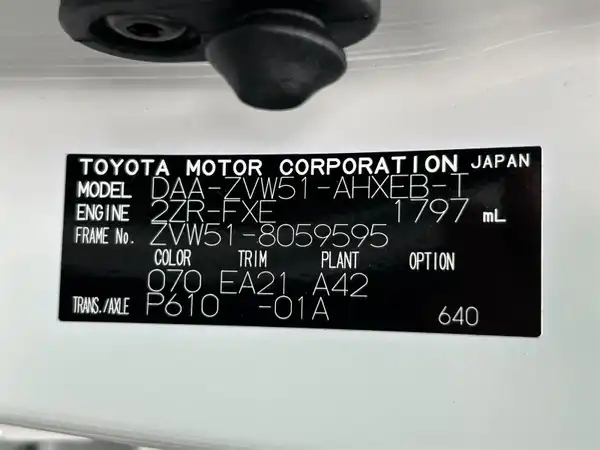 TOYOTA MOTOR CORPORATION JAPAN
MODEL DAA-ZVW51-AHXEB-T
ENGINE 2ZR-FXE 1797 mL
FRAME No. ZVW51-8059595
COLOR TRIM PLANT OPTION
070 EA21 A42
TRANS./AXLE P610 -01A 640